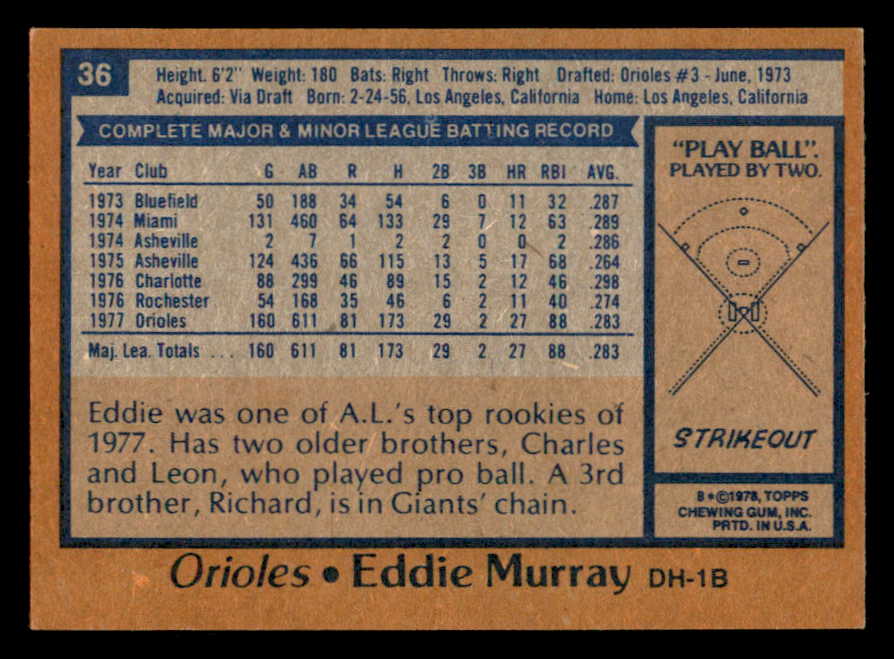 36
Height. 6'2" Weight: 180 Bats: Right Throws: Right Drafted: Orioles #3 - June, 1973
Acquired: Via Draft Born: 2-24-56, Los Angeles, California Home: Los Angeles, California
COMPLETE MAJOR & MINOR LEAGUE BATTING RECORD
Year Club G AB R H 2B 3B HR RBI AVG.
1973 Bluefield 50 188 34 54 6 0 11 32 .287
1974 Miami 131 460 64 133 29 7 12 63 .289
1974 Asheville 2 7 1 2 2 0 0 2 .286
1975 Asheville 124 436 66 115 13 5 17 68 .264
1976 Charlotte 88 299 46 89 15 2 12 46 .298
1976 Rochester 54 168 35 46 6 2 11 40 .274
1977 Orioles 160 611 81 173 29 2 27 88 .283
Maj. Lea. Totals ... 160 611 81 173 29 2 27 88 .283
Eddie was one of A.L.'s top rookies of
1977. Has two older brothers, Charles
and Leon, who played pro ball. A 3rd
brother, Richard, is in Giants' chain.
"PLAY BALL".
PLAYED BY TWO.
STRIKEOUT
B*©1978, TOPPS
CHEWING GUM, INC.
PRTD. IN U.S.A.
Orioles • Eddie Murray DH-1B